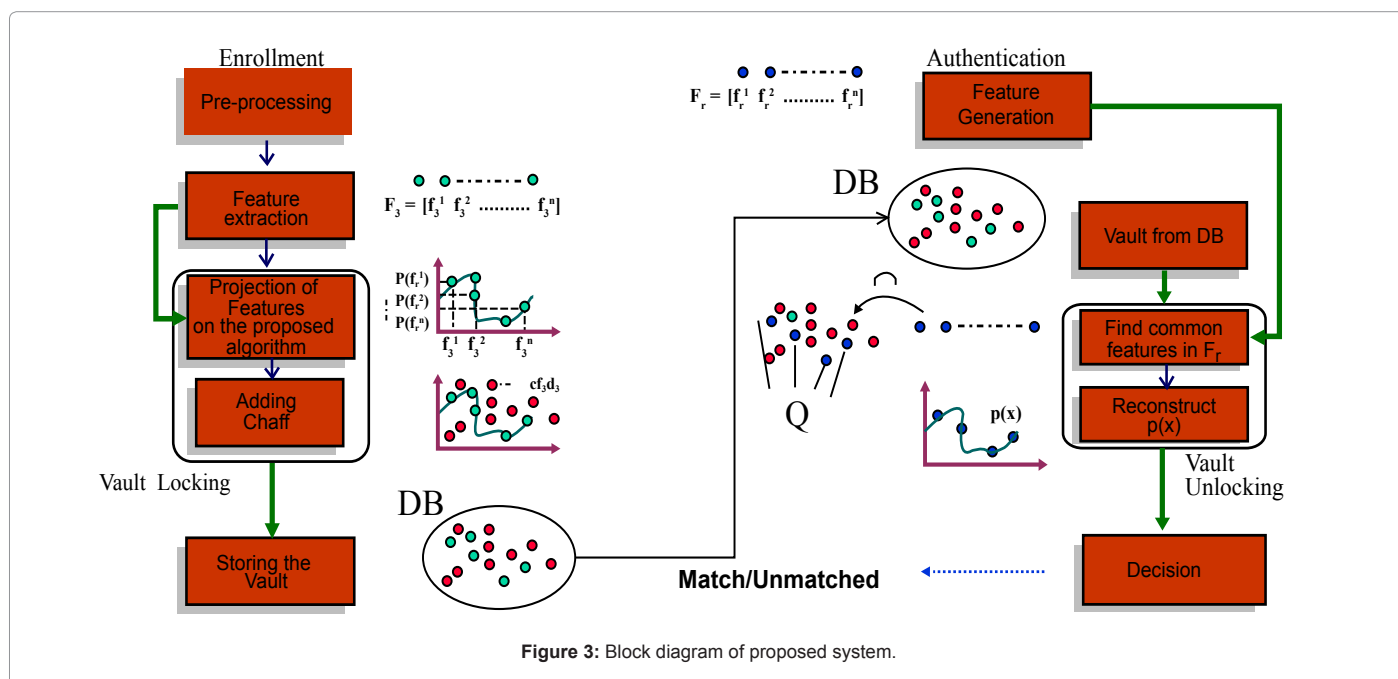 Enrollment
Pre-processing
Feature
extraction
Projection of
Features
on the proposed
algorithm
Adding
Chaff
Vault Locking
Storing the
Vault
F₃ = [f₃¹ f₃² .......... f₃ⁿ]
P(fᵣ¹)
P(fᵣ²)
P(fᵣⁿ)
f₃¹ f₃² f₃ⁿ
cf₃d₃
DB
Fᵣ = [fᵣ¹ fᵣ² .......... fᵣⁿ]
DB
Q
p(x)
Match/Unmatched
Authentication
Feature
Generation
Vault from DB
Find common
features in Fᵣ
Reconstruct
p(x)
Vault
Unlocking
Decision
Figure 3: Block diagram of proposed system.